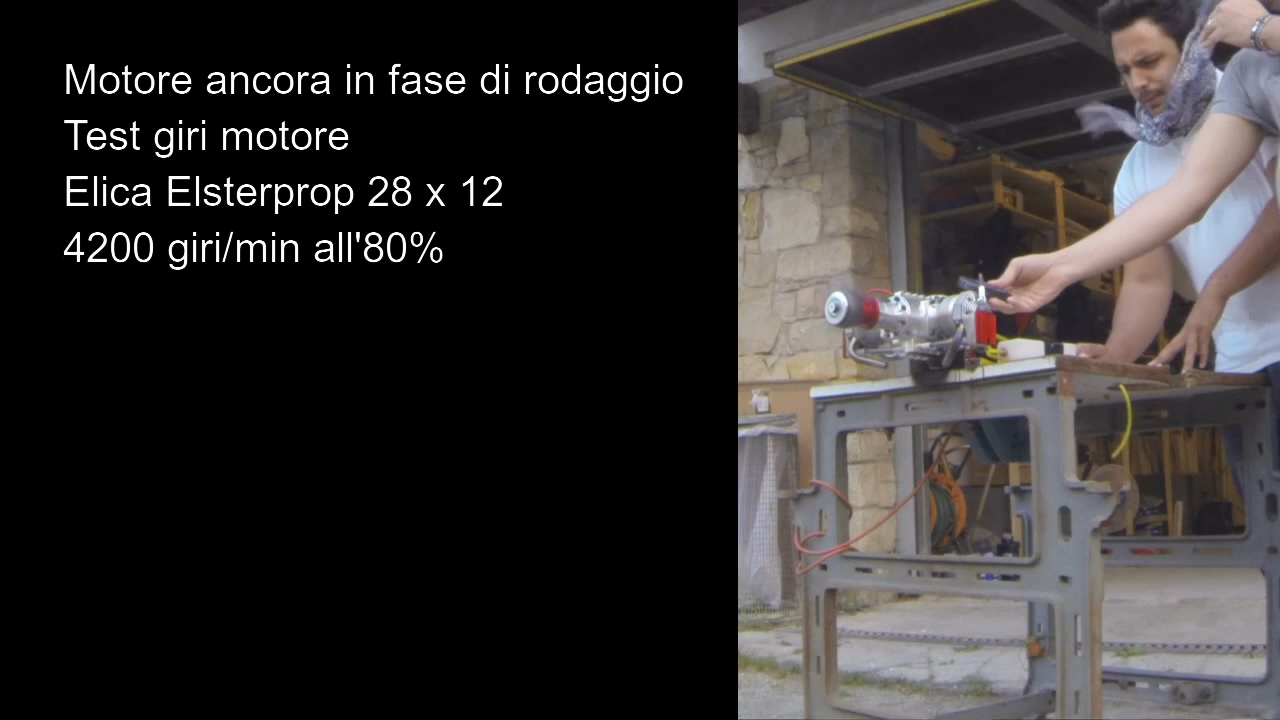 Motore ancora in fase di rodaggio
Test giri motore
Elica Elsterprop 28 x 12
4200 giri/min all'80%